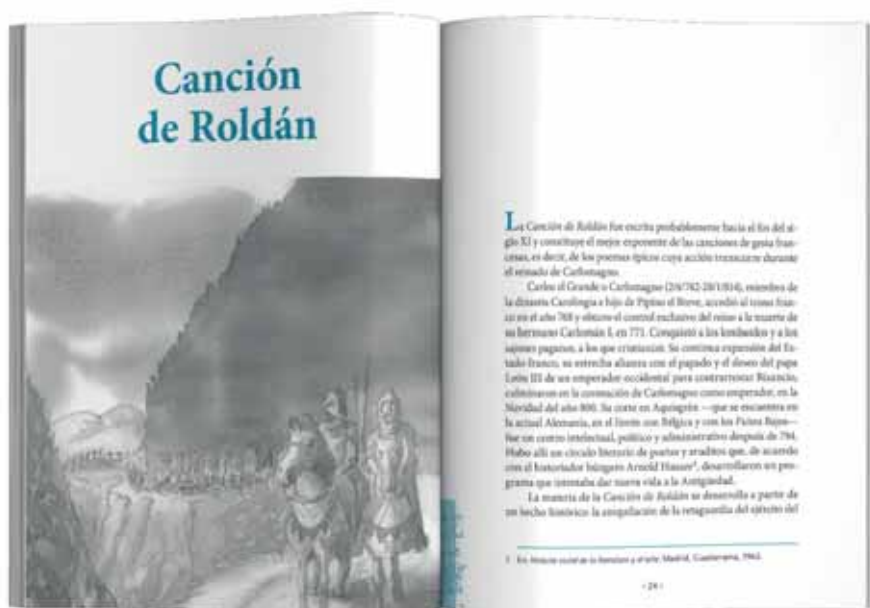 Canción
de Roldán
La Canción de Roldán fue escrita probablemente hacia el fin del si-
glo XI y constituye el mejor exponente de las canciones de gesta fran-
cesas, es decir, de los poemas épicos cuya acción transcurre durante
el reinado de Carlomagno.
Carlos el Grande o Carlomagno (2/4/742-28/1/814), miembro de
la dinastía Carolingia e hijo de Pipino el Breve, accedió al trono fran-
co en el año 768 y obtuvo el control exclusivo del reino a la muerte de
su hermano Carlomán I, en 771. Conquistó a los lombardos y a los
sajones paganos, a los que cristianizó. Su continua expansión del Es-
tado franco, su estrecha alianza con el papado y el deseo del papa
León III de un emperador occidental para contrarrestar Bizancio,
culminaron en la coronación de Carlomagno como emperador, en la
Navidad del año 800. Su corte en Aquisgrán —que se encuentra en
la actual Alemania, en el límite con Bélgica y con los Países Bajos—
fue un centro intelectual, político y administrativo después de 794.
Hubo allí un círculo literario de poetas y eruditos que, de acuerdo
con el historiador húngaro Arnold Hauser¹, desarrollaron un pro-
grama que intentaba dar nueva vida a la Antigüedad.
La materia de la Canción de Roldán se desarrolla a partir de
un hecho histórico: la aniquilación de la retaguardia del ejército del
1 En Historia social de la literatura y el arte, Madrid, Guadarrama, 1962.